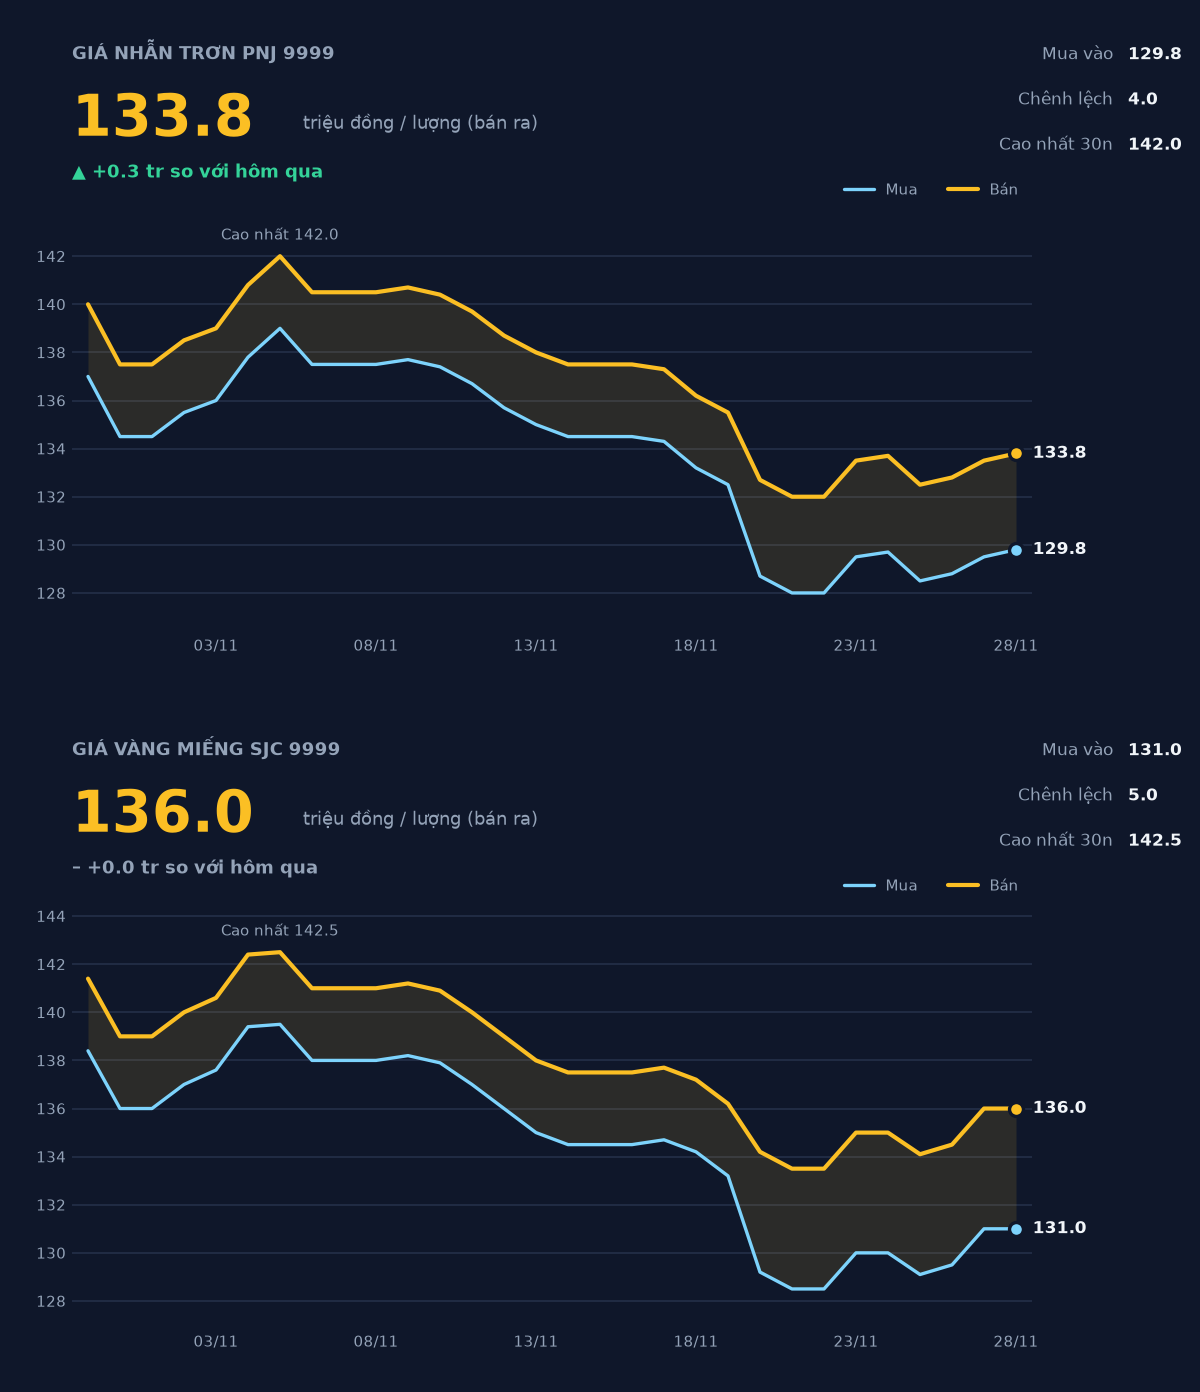 GIÁ NHẪN TRƠN PNJ 9999
133.8 triệu đồng / lượng (bán ra)
▲ +0.3 tr so với hôm qua
Mua vào 129.8
Chênh lệch 4.0
Cao nhất 30n 142.0
Mua Bán
Cao nhất 142.0
142
140
138
136
134
132
130
128
133.8
129.8
03/11 08/11 13/11 18/11 23/11 28/11
GIÁ VÀNG MIẾNG SJC 9999
136.0 triệu đồng / lượng (bán ra)
– +0.0 tr so với hôm qua
Mua vào 131.0
Chênh lệch 5.0
Cao nhất 30n 142.5
Mua Bán
Cao nhất 142.5
144
142
140
138
136
134
132
130
128
136.0
131.0
03/11 08/11 13/11 18/11 23/11 28/11